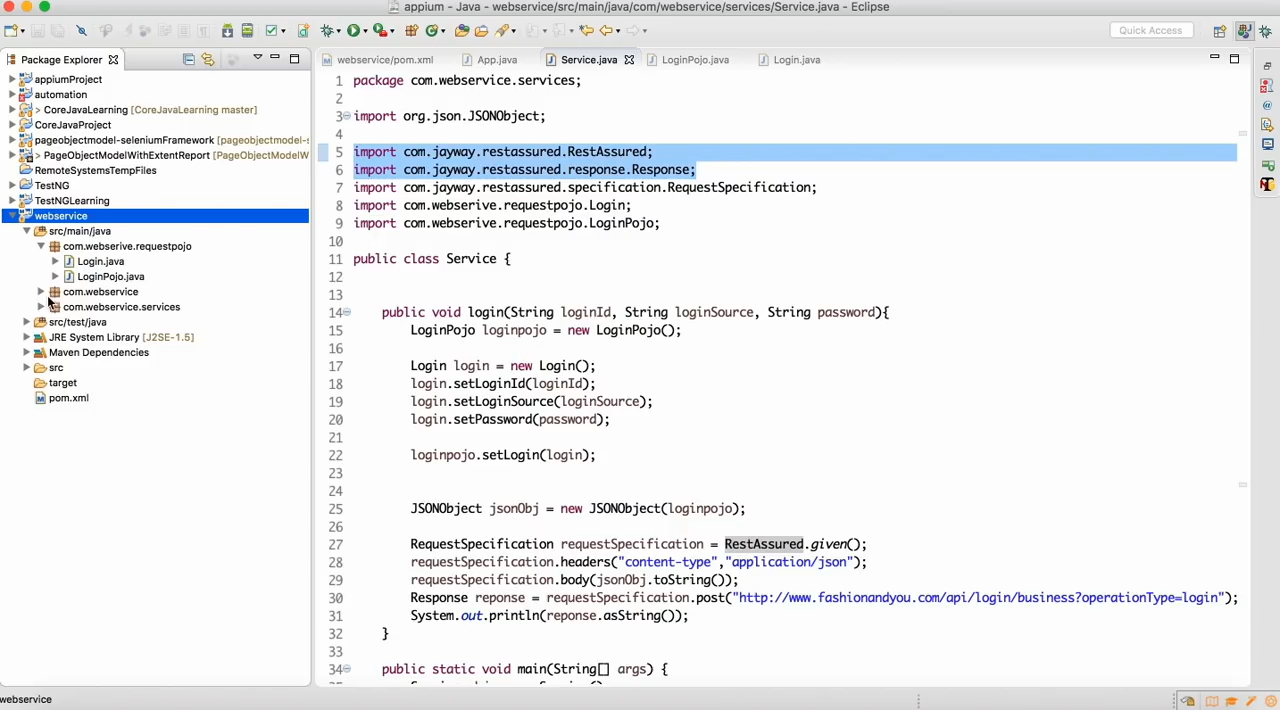 appium - Java - webservice/src/main/java/com/webservice/services/Service.java - Eclipse
Quick Access
Package Explorer
appiumProject
automation
> CoreJavaLearning [CoreJavaLearning master]
CoreJavaProject
pageobjectmodel-seleniumFramework [pageobjectmodel-s
> PageObjectModelWithExtentReport [PageObjectModelW
RemoteSystemsTempFiles
TestNG
TestNGLearning
webservice
src/main/java
com.webserive.requestpojo
Login.java
LoginPojo.java
com.webservice
com.webservice.services
src/test/java
JRE System Library [J2SE-1.5]
Maven Dependencies
src
target
pom.xml
webservice/pom.xml
App.java
Service.java
LoginPojo.java
Login.java
1 package com.webservice.services;
2
3 import org.json.JSONObject;
4
5 import com.jayway.restassured.RestAssured;
6 import com.jayway.restassured.response.Response;
7 import com.jayway.restassured.specification.RequestSpecification;
8 import com.webserive.requestpojo.Login;
9 import com.webserive.requestpojo.LoginPojo;
10
11 public class Service {
12
13
14 public void login(String loginId, String loginSource, String password){
15 LoginPojo loginpojo = new LoginPojo();
16
17 Login login = new Login();
18 login.setLoginId(loginId);
19 login.setLoginSource(loginSource);
20 login.setPassword(password);
21
22 loginpojo.setLogin(login);
23
24
25 JSONObject jsonObj = new JSONObject(loginpojo);
26
27 RequestSpecification requestSpecification = RestAssured.given();
28 requestSpecification.headers("content-type","application/json");
29 requestSpecification.body(jsonObj.toString());
30 Response reponse = requestSpecification.post("http://www.fashionandyou.com/api/login/business?operationType=login");
31 System.out.println(reponse.asString());
32 }
33
34 public static void main(String[] args) {
webservice